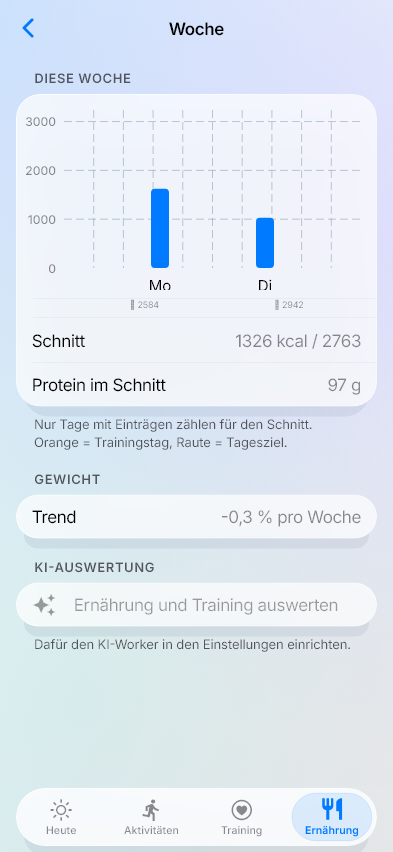 Woche
DIESE WOCHE
3000
2000
1000
0
Mo
Di
2584
2942
Schnitt
1326 kcal / 2763
Protein im Schnitt
97 g
Nur Tage mit Einträgen zählen für den Schnitt.
Orange = Trainingstag, Raute = Tagesziel.
GEWICHT
Trend
-0,3 % pro Woche
KI-AUSWERTUNG
Ernährung und Training auswerten
Dafür den KI-Worker in den Einstellungen einrichten.
Heute
Aktivitäten
Training
Ernährung